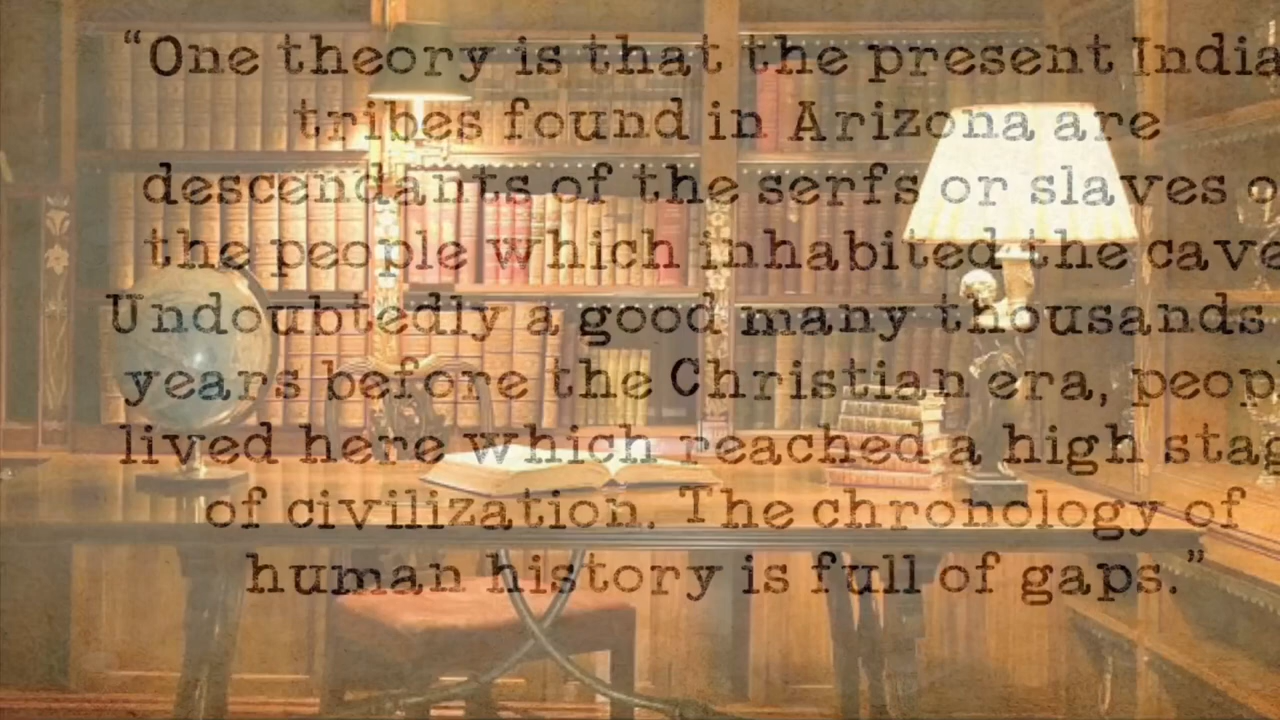 “One theory is that the present India
tribes found in Arizona are
descendants of the serfs or slaves o
the people which inhabited the cave
Undoubtedly a good many thousands
years before the Christian era, peop
lived here which reached a high stag
of civilization. The chronology of
human history is full of gaps.”